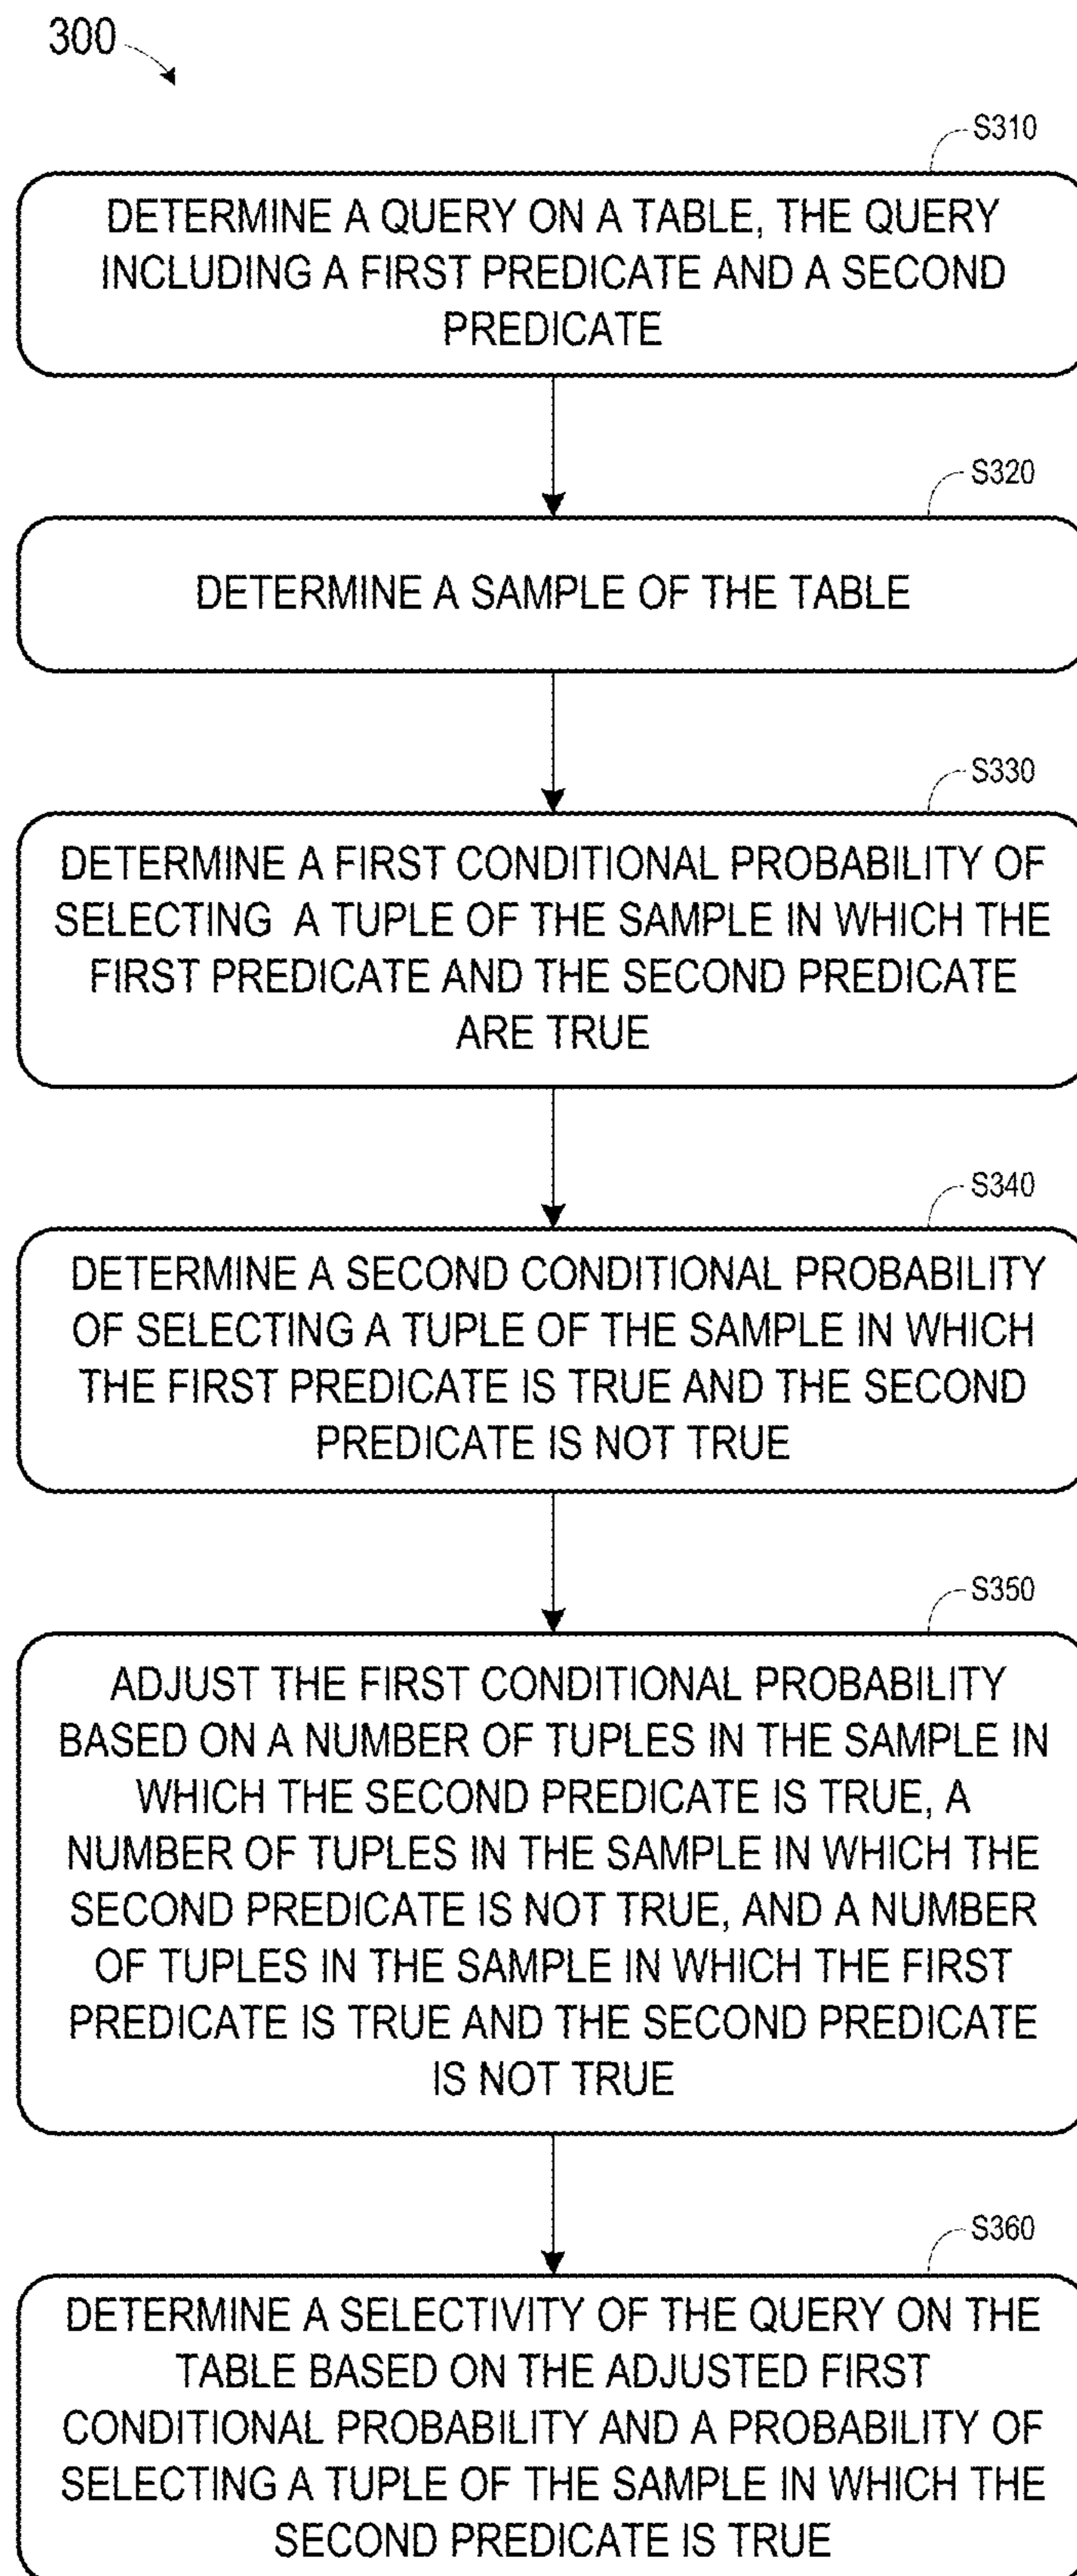 300
S310
DETERMINE A QUERY ON A TABLE, THE QUERY
INCLUDING A FIRST PREDICATE AND A SECOND
PREDICATE
S320
DETERMINE A SAMPLE OF THE TABLE
S330
DETERMINE A FIRST CONDITIONAL PROBABILITY OF
SELECTING A TUPLE OF THE SAMPLE IN WHICH THE
FIRST PREDICATE AND THE SECOND PREDICATE
ARE TRUE
S340
DETERMINE A SECOND CONDITIONAL PROBABILITY
OF SELECTING A TUPLE OF THE SAMPLE IN WHICH
THE FIRST PREDICATE IS TRUE AND THE SECOND
PREDICATE IS NOT TRUE
S350
ADJUST THE FIRST CONDITIONAL PROBABILITY
BASED ON A NUMBER OF TUPLES IN THE SAMPLE IN
WHICH THE SECOND PREDICATE IS TRUE, A
NUMBER OF TUPLES IN THE SAMPLE IN WHICH THE
SECOND PREDICATE IS NOT TRUE, AND A NUMBER
OF TUPLES IN THE SAMPLE IN WHICH THE FIRST
PREDICATE IS TRUE AND THE SECOND PREDICATE
IS NOT TRUE
S360
DETERMINE A SELECTIVITY OF THE QUERY ON THE
TABLE BASED ON THE ADJUSTED FIRST
CONDITIONAL PROBABILITY AND A PROBABILITY OF
SELECTING A TUPLE OF THE SAMPLE IN WHICH THE
SECOND PREDICATE IS TRUE